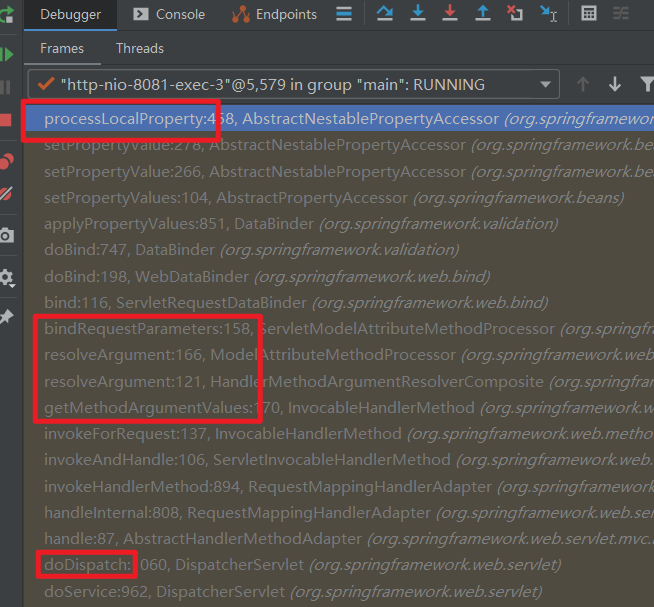 Debugger Console Endpoints
Frames Threads
"http-nio-8081-exec-3"@5,579 in group "main": RUNNING
processLocalProperty:458, AbstractNestablePropertyAccessor (org.springframewor
setPropertyValue:278, AbstractNestablePropertyAccessor (org.springframework.bea
setPropertyValues:266, AbstractNestablePropertyAccessor (org.springframework.be
setPropertyValues:104, AbstractPropertyAccessor (org.springframework.beans)
applyPropertyValues:851, DataBinder (org.springframework.validation)
doBind:747, DataBinder (org.springframework.validation)
doBind:198, WebDataBinder (org.springframework.web.bind)
bind:116, ServletRequestDataBinder (org.springframework.web.bind)
bindRequestParameters:158, ServletModelAttributeMethodProcessor (org.springfra
resolveArgument:166, ModelAttributeMethodProcessor (org.springframework.web
resolveArgument:121, HandlerMethodArgumentResolverComposite (org.springfram
getMethodArgumentValues:170, InvocableHandlerMethod (org.springframework.we
invokeForRequest:137, InvocableHandlerMethod (org.springframework.web.metho
invokeAndHandle:106, ServletInvocableHandlerMethod (org.springframework.web.
invokeHandlerMethod:894, RequestMappingHandlerAdapter (org.springframework.
handleInternal:808, RequestMappingHandlerAdapter (org.springframework.web.ser
handle:87, AbstractHandlerMethodAdapter (org.springframework.web.servlet.mvc.
doDispatch:1060, DispatcherServlet (org.springframework.web.servlet)
doService:962, DispatcherServlet (org.springframework.web.servlet)